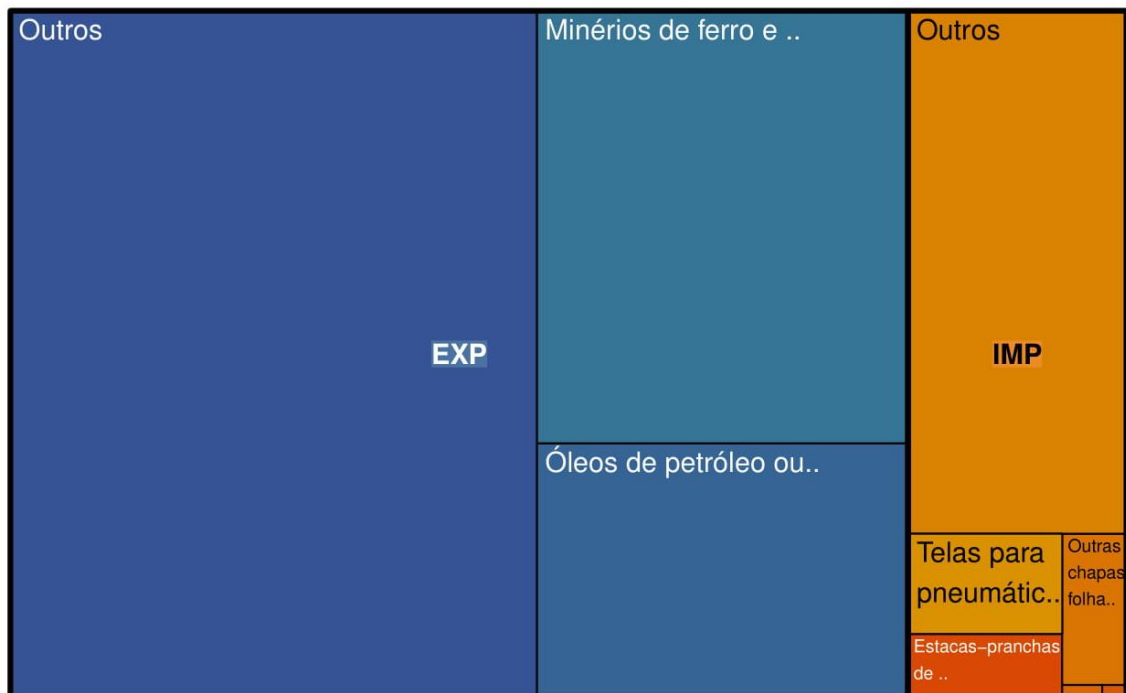 Outros
Minérios de ferro e ..
Outros
EXP
IMP
Óleos de petróleo ou..
Telas para
pneumátic..
Outras
chapas
folha..
Estacas−pranchas
de ..